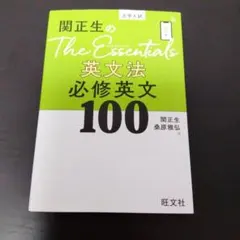 大学入試
関正生の
The Essentials
英文法
必修英文
100
関正生
桑原雅弘
旺文社